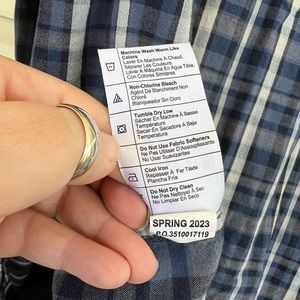 Machine Wash Warm Like
Colors
Laver En Machine À Chaud,
Séparer Les Couleurs
Lavar A Máquina En Agua Tibia,
Con Colores Similares
Non-Chlorine Bleach
Agent De Blanchiment Non
Chloré
Blanqueador Sin Cloro
Tumble Dry Low
Sécher En Machine À Basse
Température
Secar En Secadora A Baja
Temperatura
Do Not Use Fabric Softeners
Ne Pas Utiliser D'Assouplissants
No Usar Suavizantes
Cool Iron
Repasser À Fer Tiède
Plancha Fría
Do Not Dry Clean
Ne Pas Nettoyer À Sec
No Limpiar En Seco
SPRING 2023
P.O.3510017119